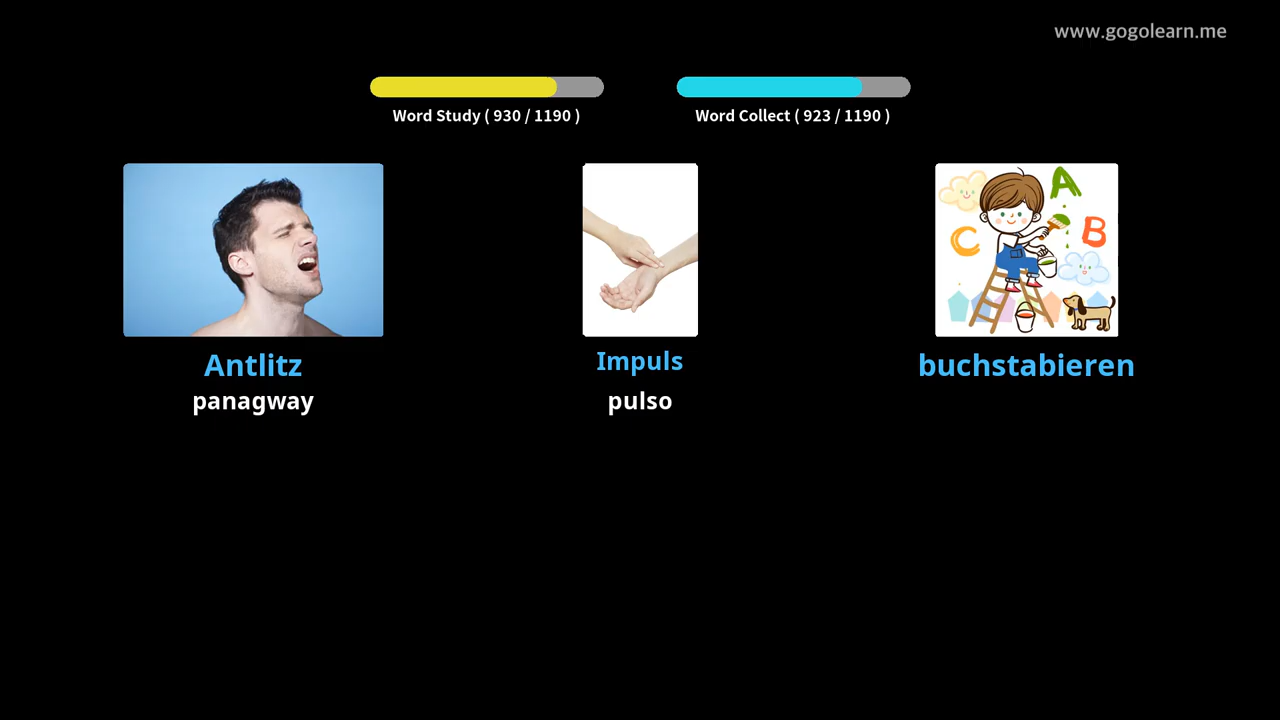 www.gogolearn.me
Word Study ( 930 / 1190 )
Word Collect ( 923 / 1190 )
A
B
C
Antlitz
panagway
Impuls
pulso
buchstabieren